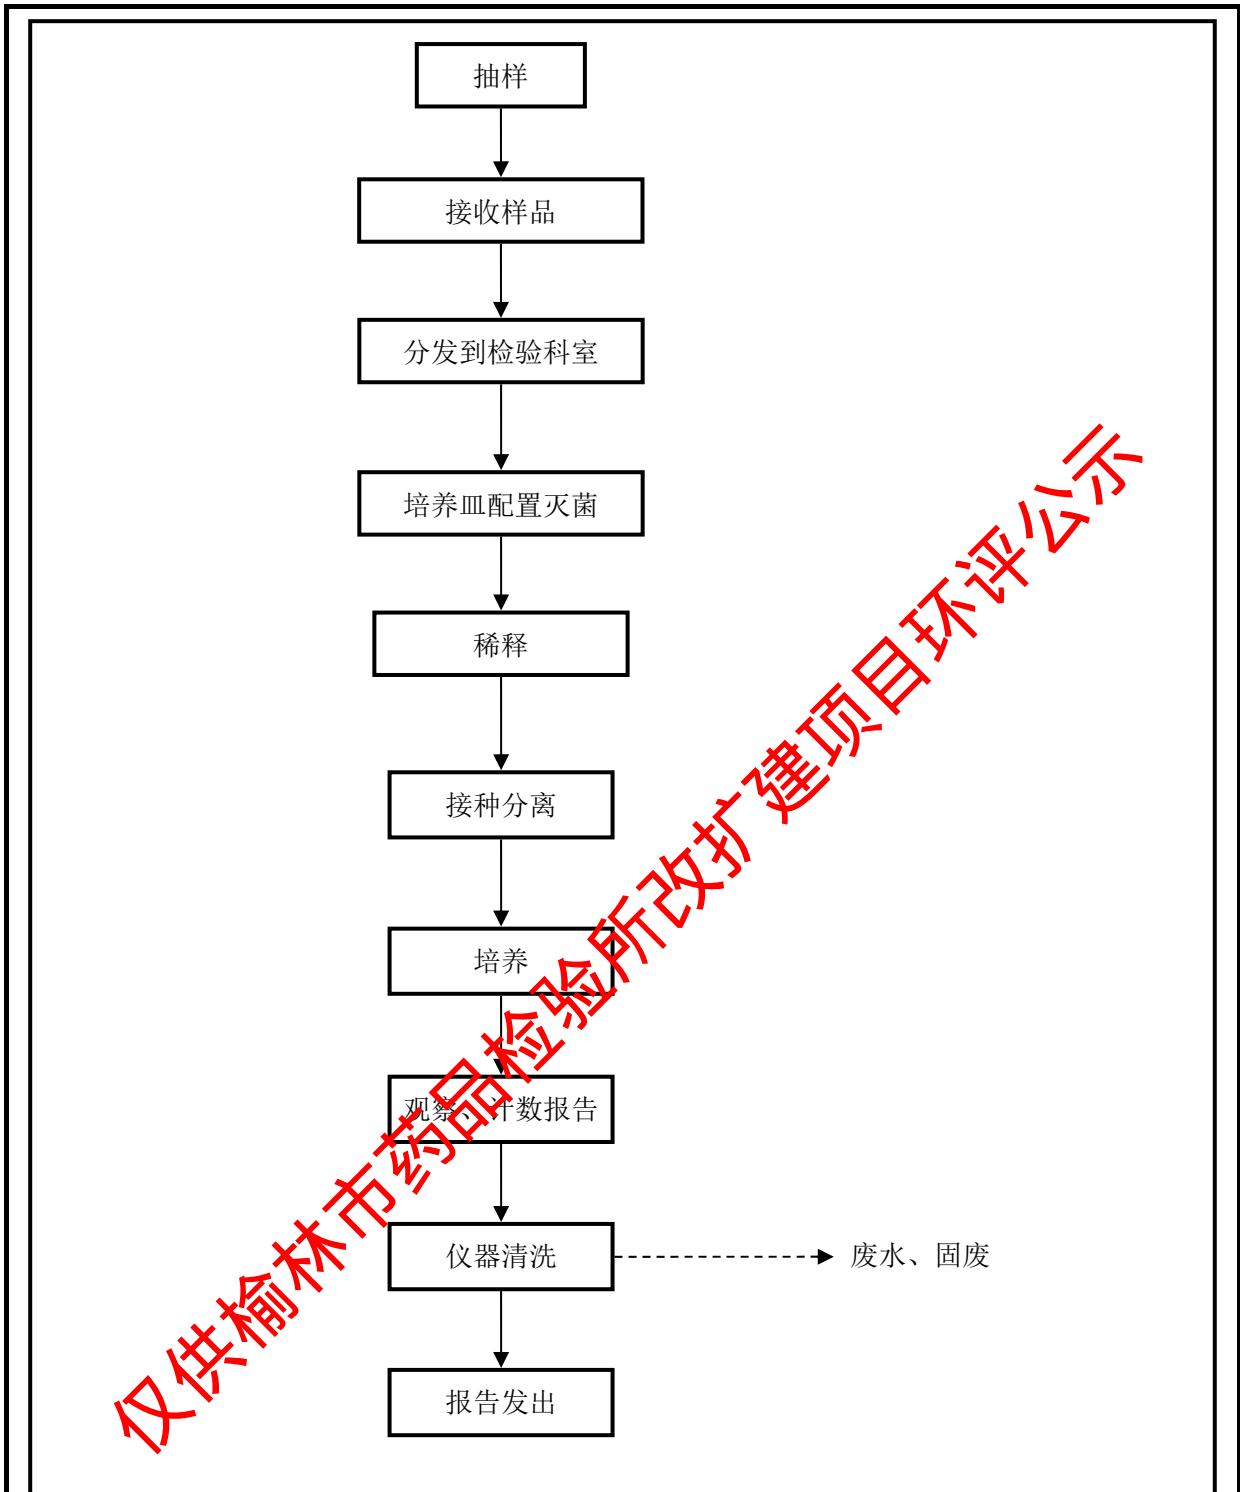 抽样
接收样品
分发到检验科室
培养皿配置灭菌
稀释
接种分离
培养
观察、计数报告
仪器清洗
废水、固废
报告发出
仅供榆林市药品检验所改扩建项目环评公示